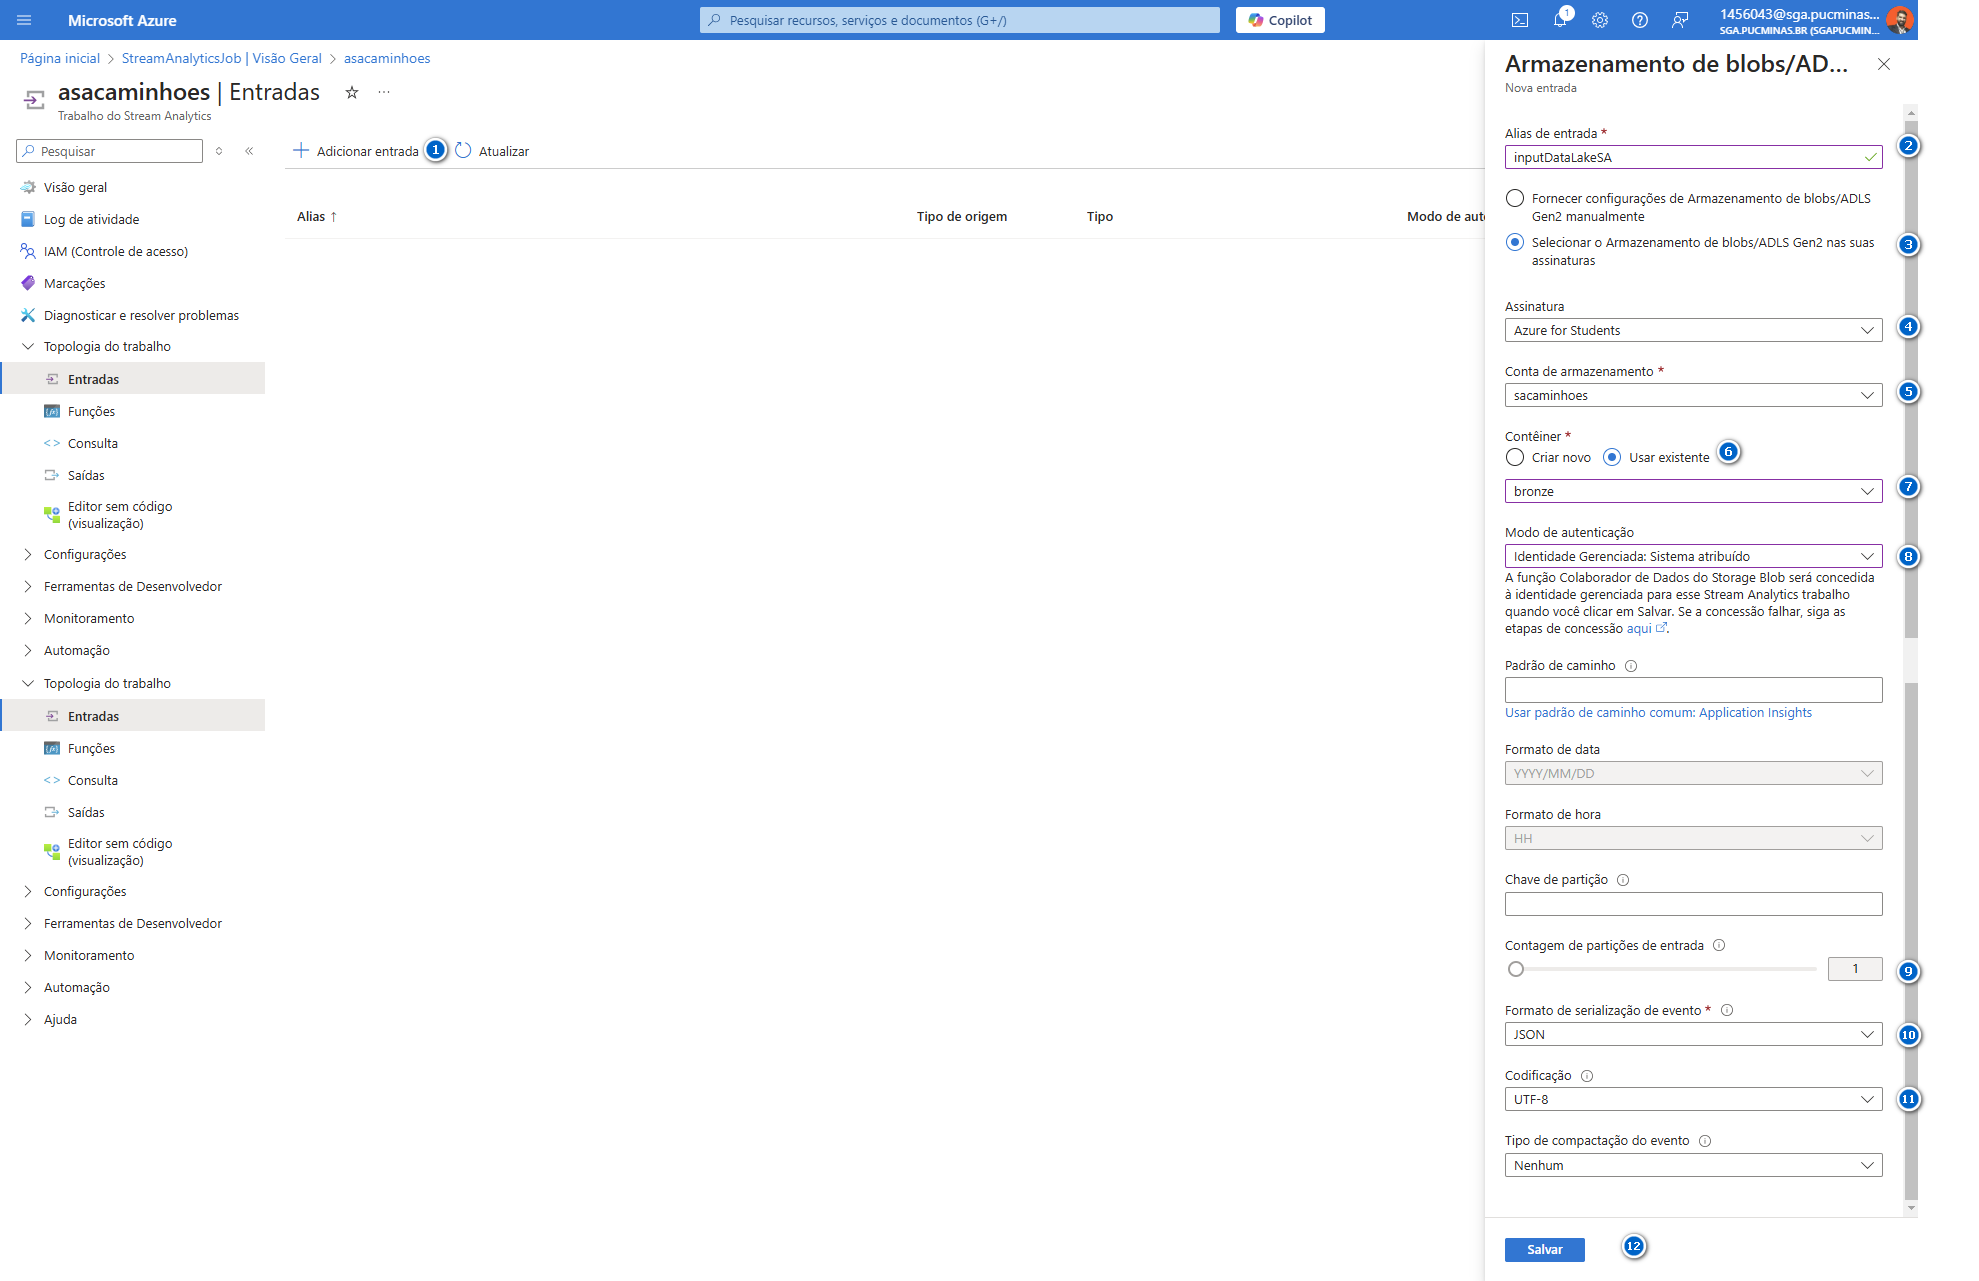 Microsoft Azure
Pesquisar recursos, serviços e documentos (G+/)
Copilot
1
1456043@sga.pucminas...
SGA.PUCMINAS.BR (SGAPUCMIN...
Página inicial > StreamAnalyticsJob | Visão Geral > asacaminhoes
asacaminhoes | Entradas
Trabalho do Stream Analytics
Pesquisar
Visão geral
Log de atividade
IAM (Controle de acesso)
Marcações
Diagnosticar e resolver problemas
Topologia do trabalho
Entradas
Funções
Consulta
Saídas
Editor sem código
(visualização)
Configurações
Ferramentas de Desenvolvedor
Monitoramento
Automação
Topologia do trabalho
Entradas
Funções
Consulta
Saídas
Editor sem código
(visualização)
Configurações
Ferramentas de Desenvolvedor
Monitoramento
Automação
Ajuda
Adicionar entrada 1 Atualizar
Alias ↑ Tipo de origem Tipo Modo de aut
Armazenamento de blobs/AD...
Nova entrada
Alias de entrada *
inputDataLakeSA
2
Fornecer configurações de Armazenamento de blobs/ADLS
Gen2 manualmente
Selecionar o Armazenamento de blobs/ADLS Gen2 nas suas
assinaturas
3
Assinatura
Azure for Students
4
Conta de armazenamento *
sacaminhoes
5
Contêiner *
Criar novo Usar existente 6
bronze
7
Modo de autenticação
Identidade Gerenciada: Sistema atribuído
8
A função Colaborador de Dados do Storage Blob será concedida
à identidade gerenciada para esse Stream Analytics trabalho
quando você clicar em Salvar. Se a concessão falhar, siga as
etapas de concessão aqui.
Padrão de caminho
Usar padrão de caminho comum: Application Insights
Formato de data
YYYY/MM/DD
Formato de hora
HH
Chave de partição
Contagem de partições de entrada
1
9
Formato de serialização de evento *
JSON
10
Codificação
UTF-8
11
Tipo de compactação do evento
Nenhum
Salvar
12